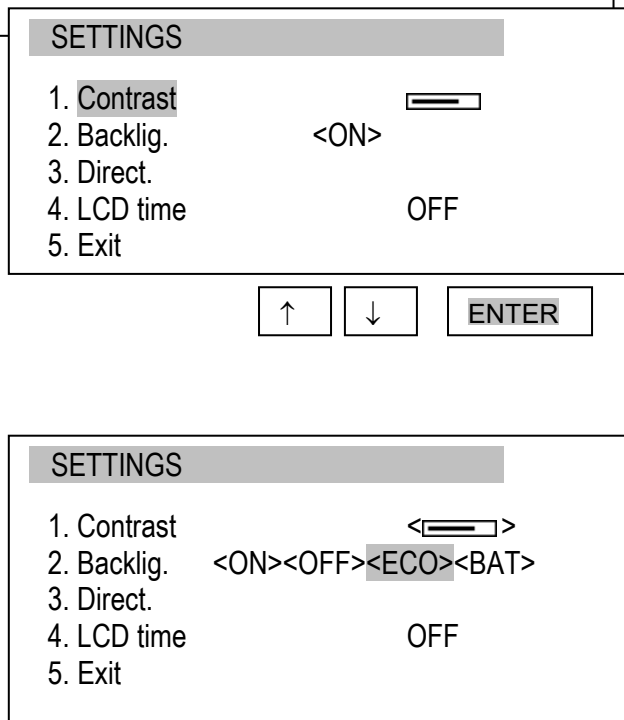 SETTINGS
1. Contrast
2. Backlig. <ON>
3. Direct.
4. LCD time OFF
5. Exit
↑ ↓ ENTER
SETTINGS
1. Contrast < >
2. Backlig. <ON><OFF><ECO><BAT>
3. Direct.
4. LCD time OFF
5. Exit